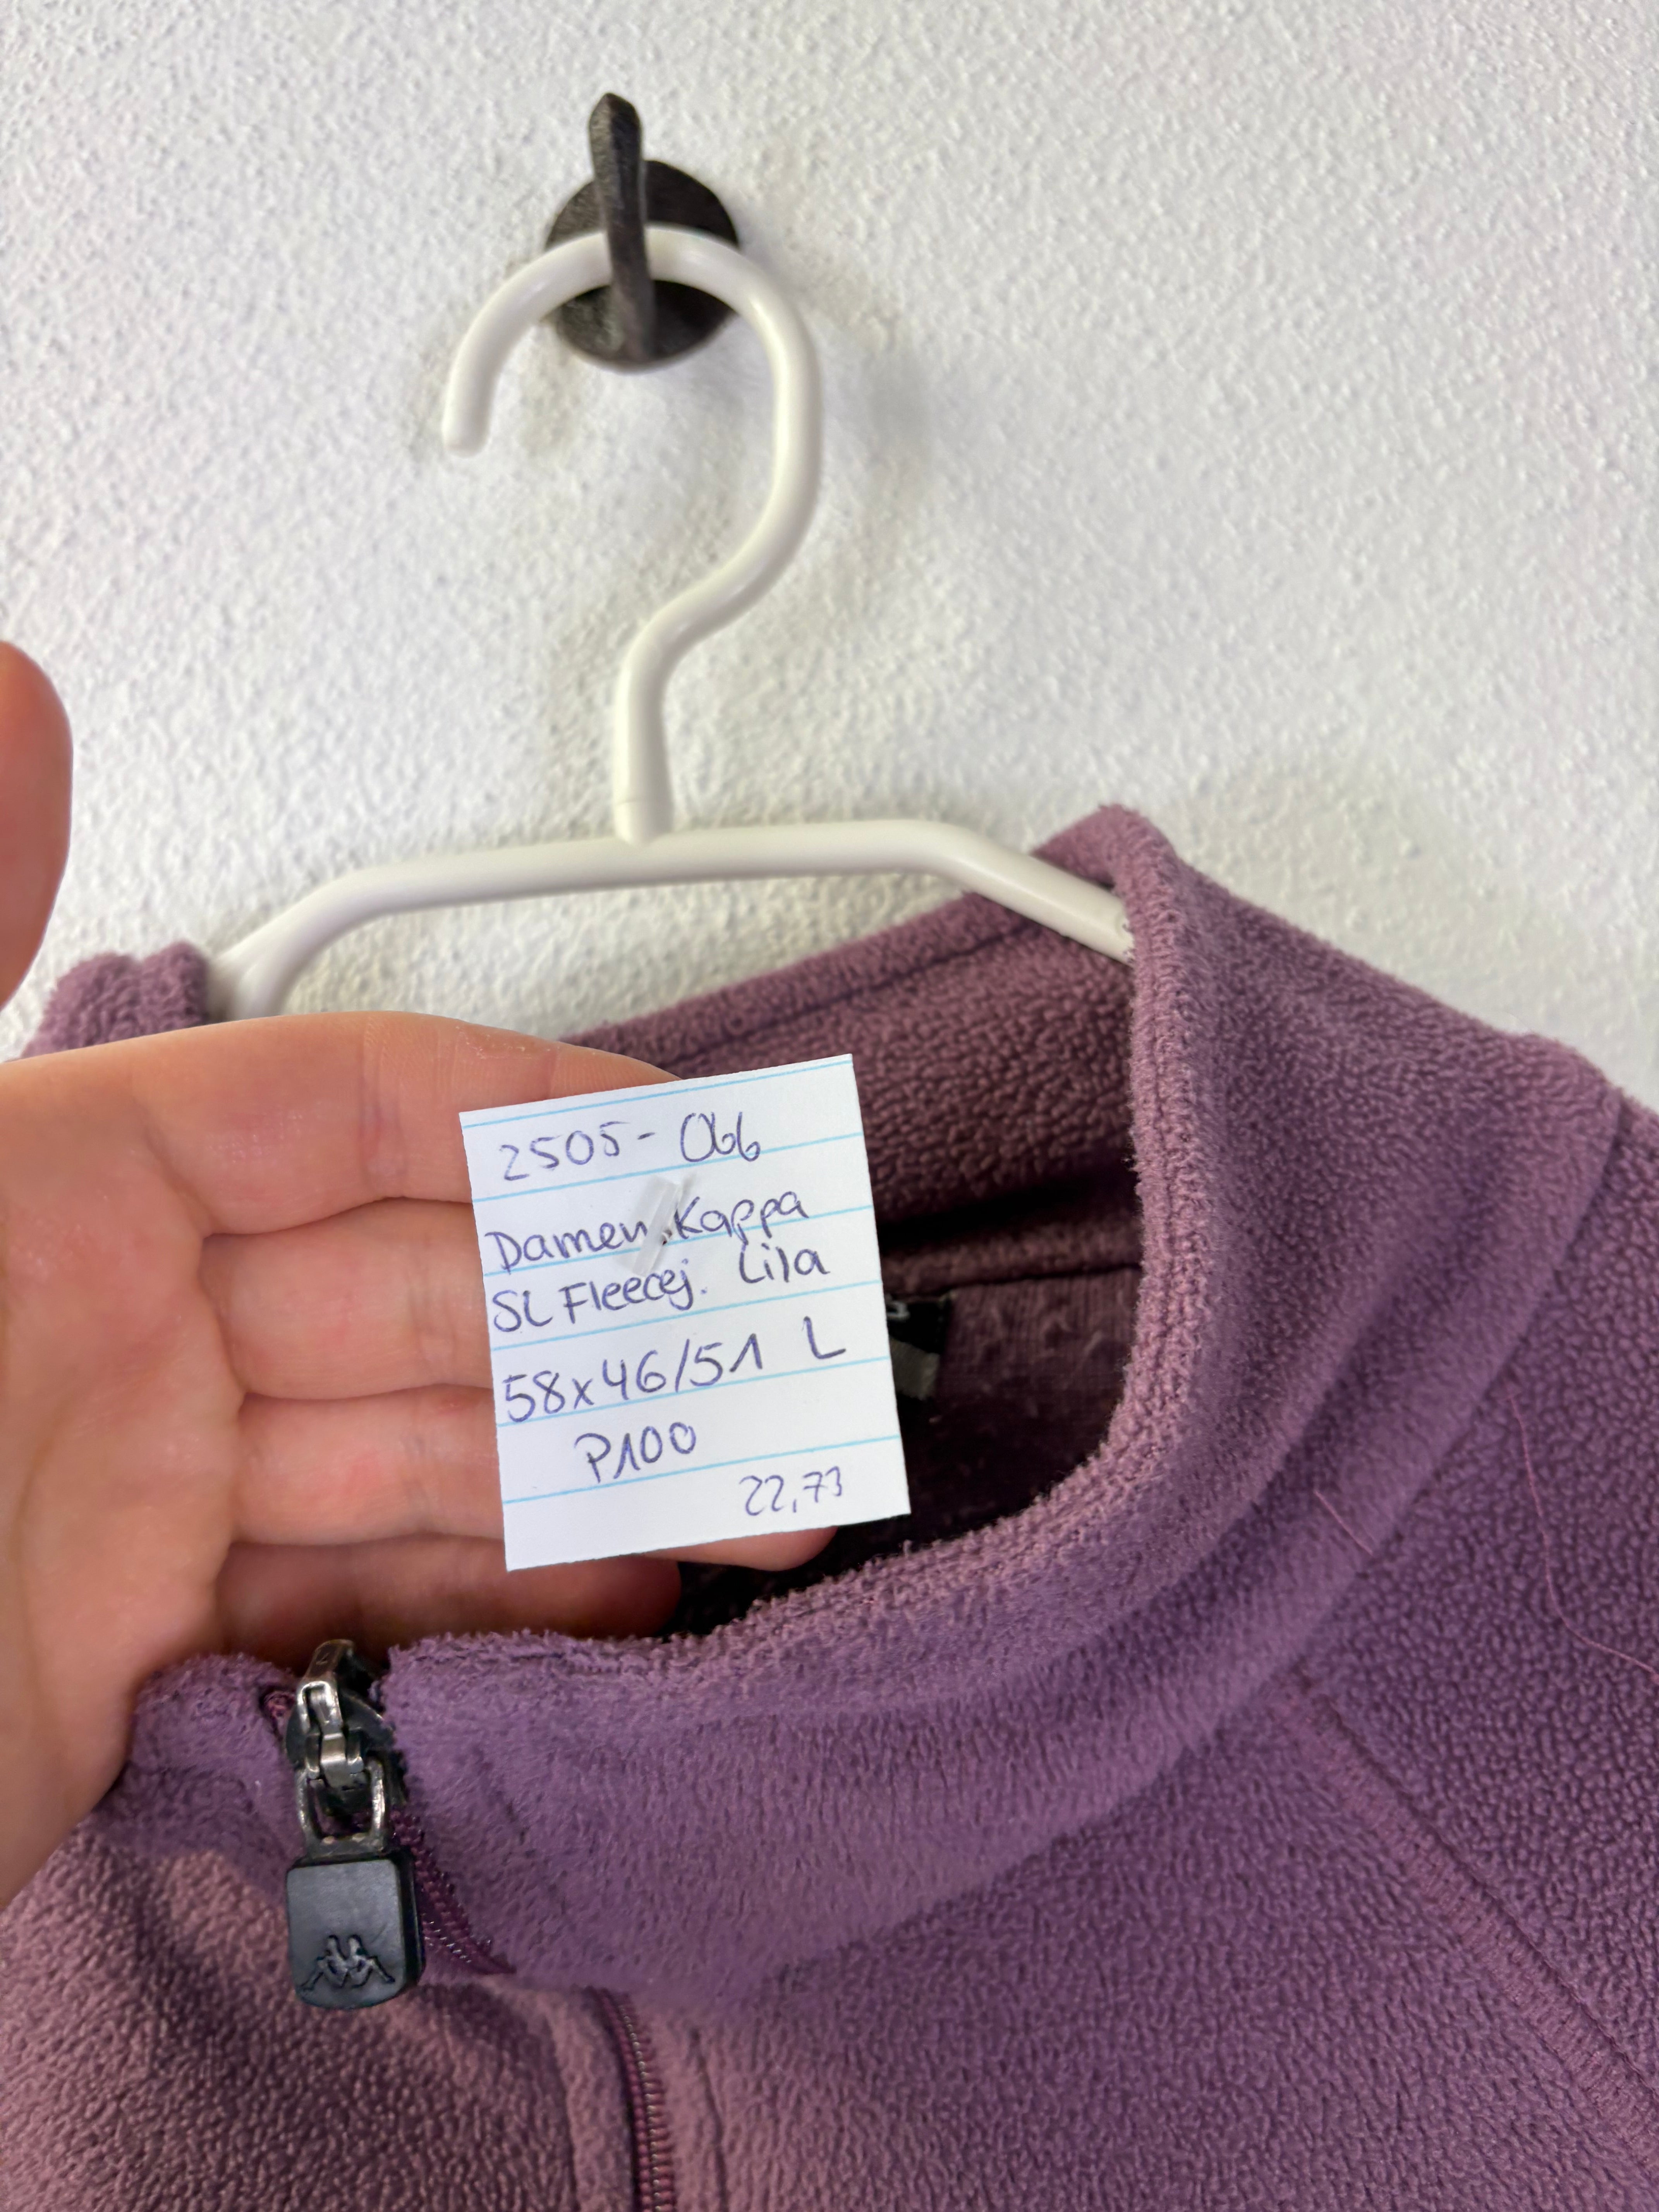 2505-066
Damen Kappa
SL Fleecej. Lila
58x46/51 L
P100
22,73